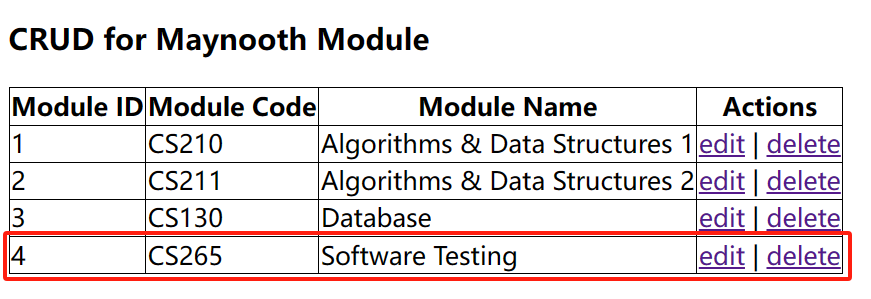 CRUD for Maynooth Module
Module ID Module Code Module Name Actions
1 CS210 Algorithms & Data Structures 1 edit | delete
2 CS211 Algorithms & Data Structures 2 edit | delete
3 CS130 Database edit | delete
4 CS265 Software Testing edit | delete